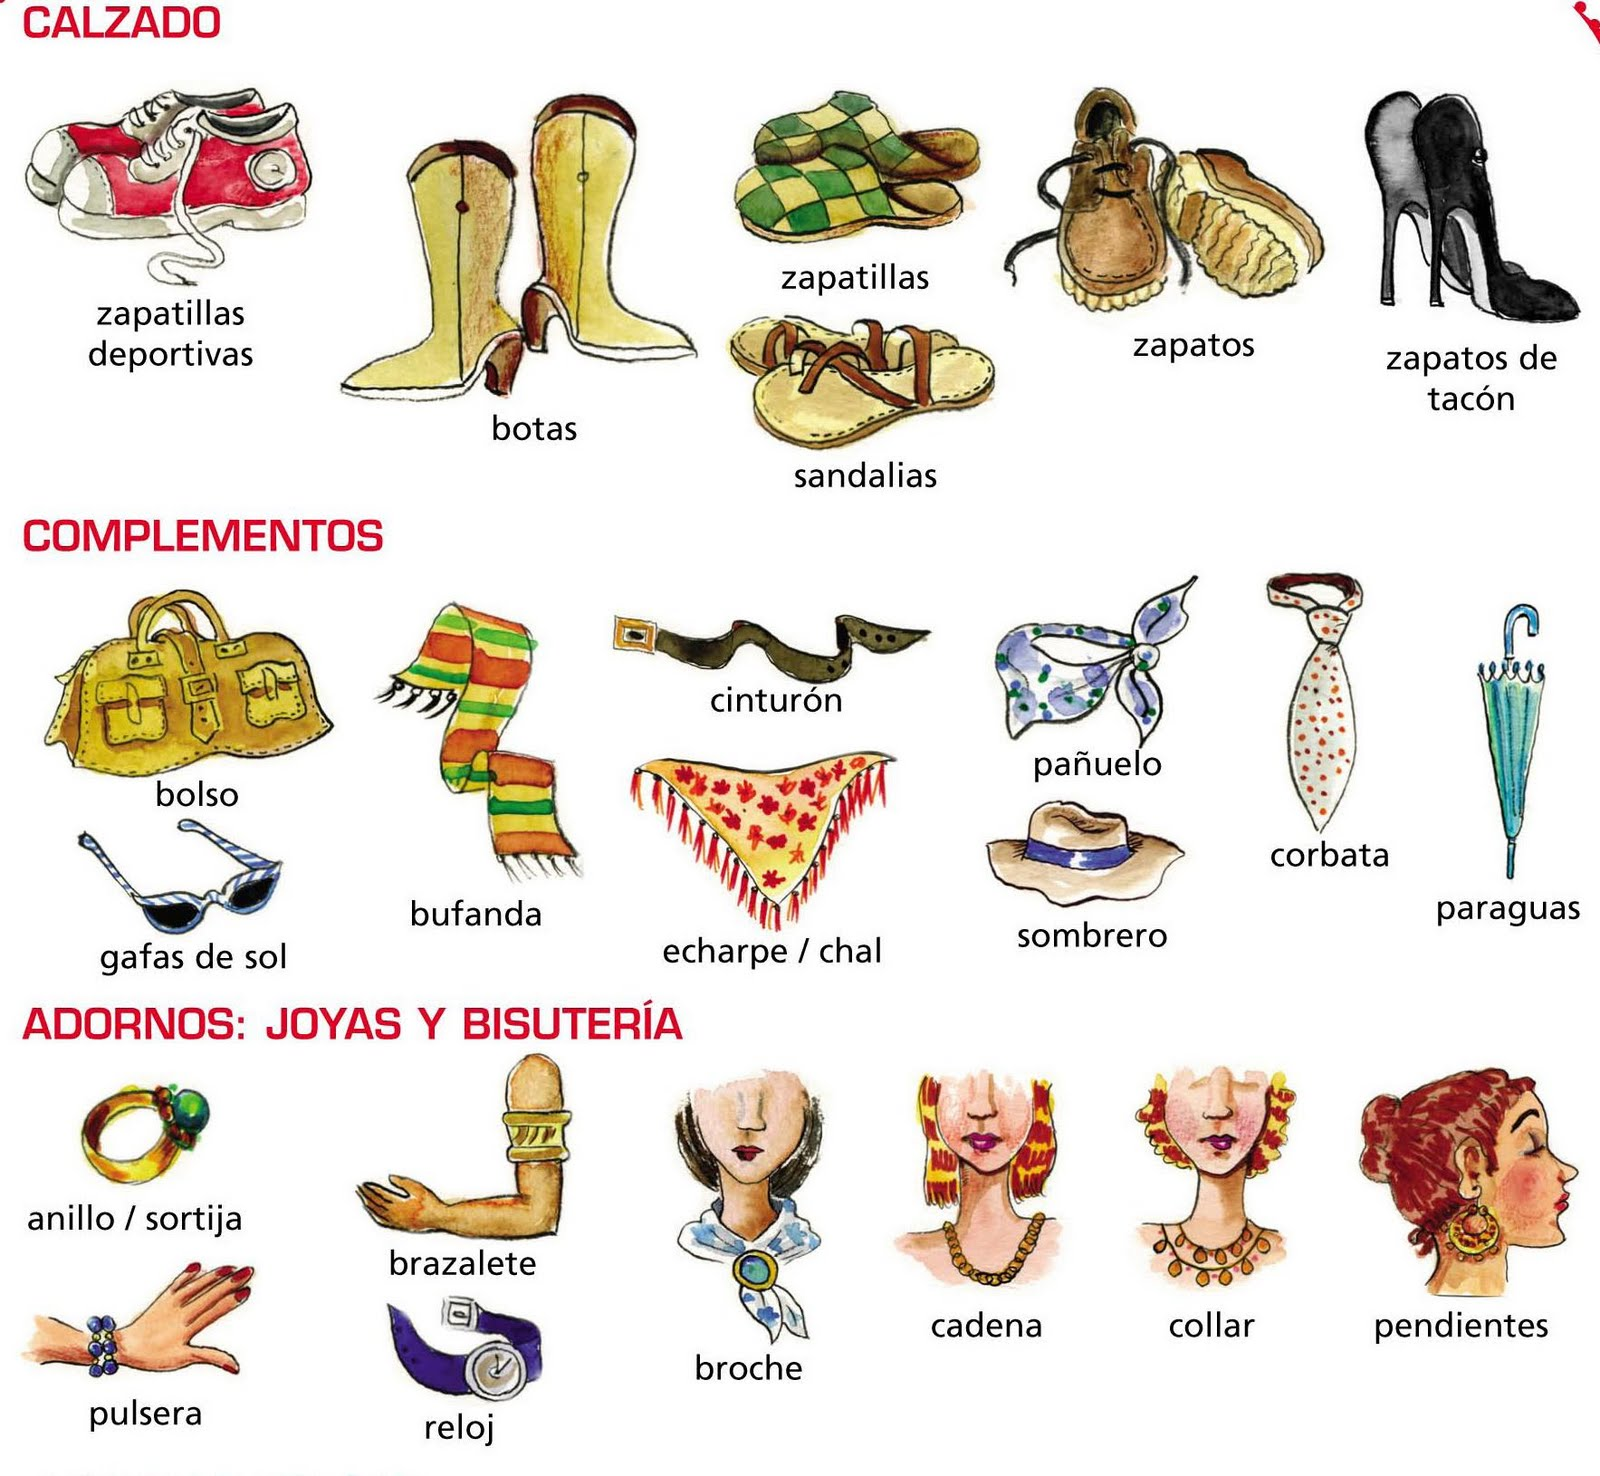 CALZADO
zapatillas
deportivas
botas
zapatillas
sandalias
zapatos
zapatos de
tacón
COMPLEMENTOS
bolso
gafas de sol
bufanda
cinturón
echarpe / chal
pañuelo
sombrero
corbata
paraguas
ADORNOS: JOYAS Y BISUTERÍA
anillo / sortija
pulsera
brazalete
reloj
broche
cadena
collar
pendientes